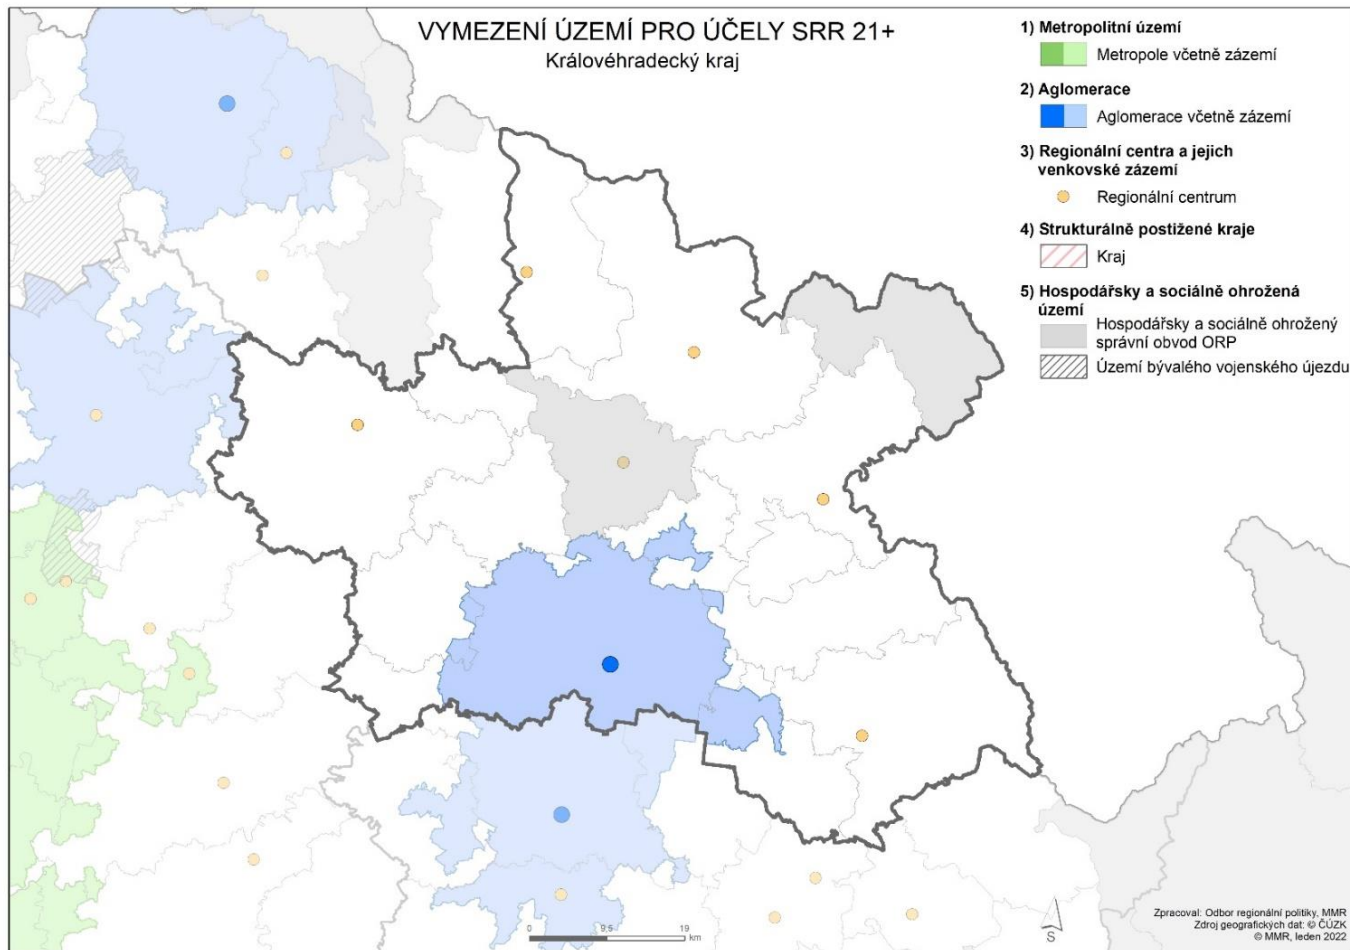 VYMEZENÍ ÚZEMÍ PRO ÚČELY SRR 21+
Královéhradecký kraj
1) Metropolitní území
Metropole včetně zázemí
2) Aglomerace
Aglomerace včetně zázemí
3) Regionální centra a jejich
venkovské zázemí
Regionální centrum
4) Strukturálně postižené kraje
Kraj
5) Hospodářsky a sociálně ohrožená
území
Hospodářsky a sociálně ohrožený
správní obvod ORP
Území bývalého vojenského újezdu
0 9,5 19
km
S
Zpracoval: Odbor regionální politiky, MMR
Zdroj geografických dat: © ČÚZK
© MMR, leden 2022